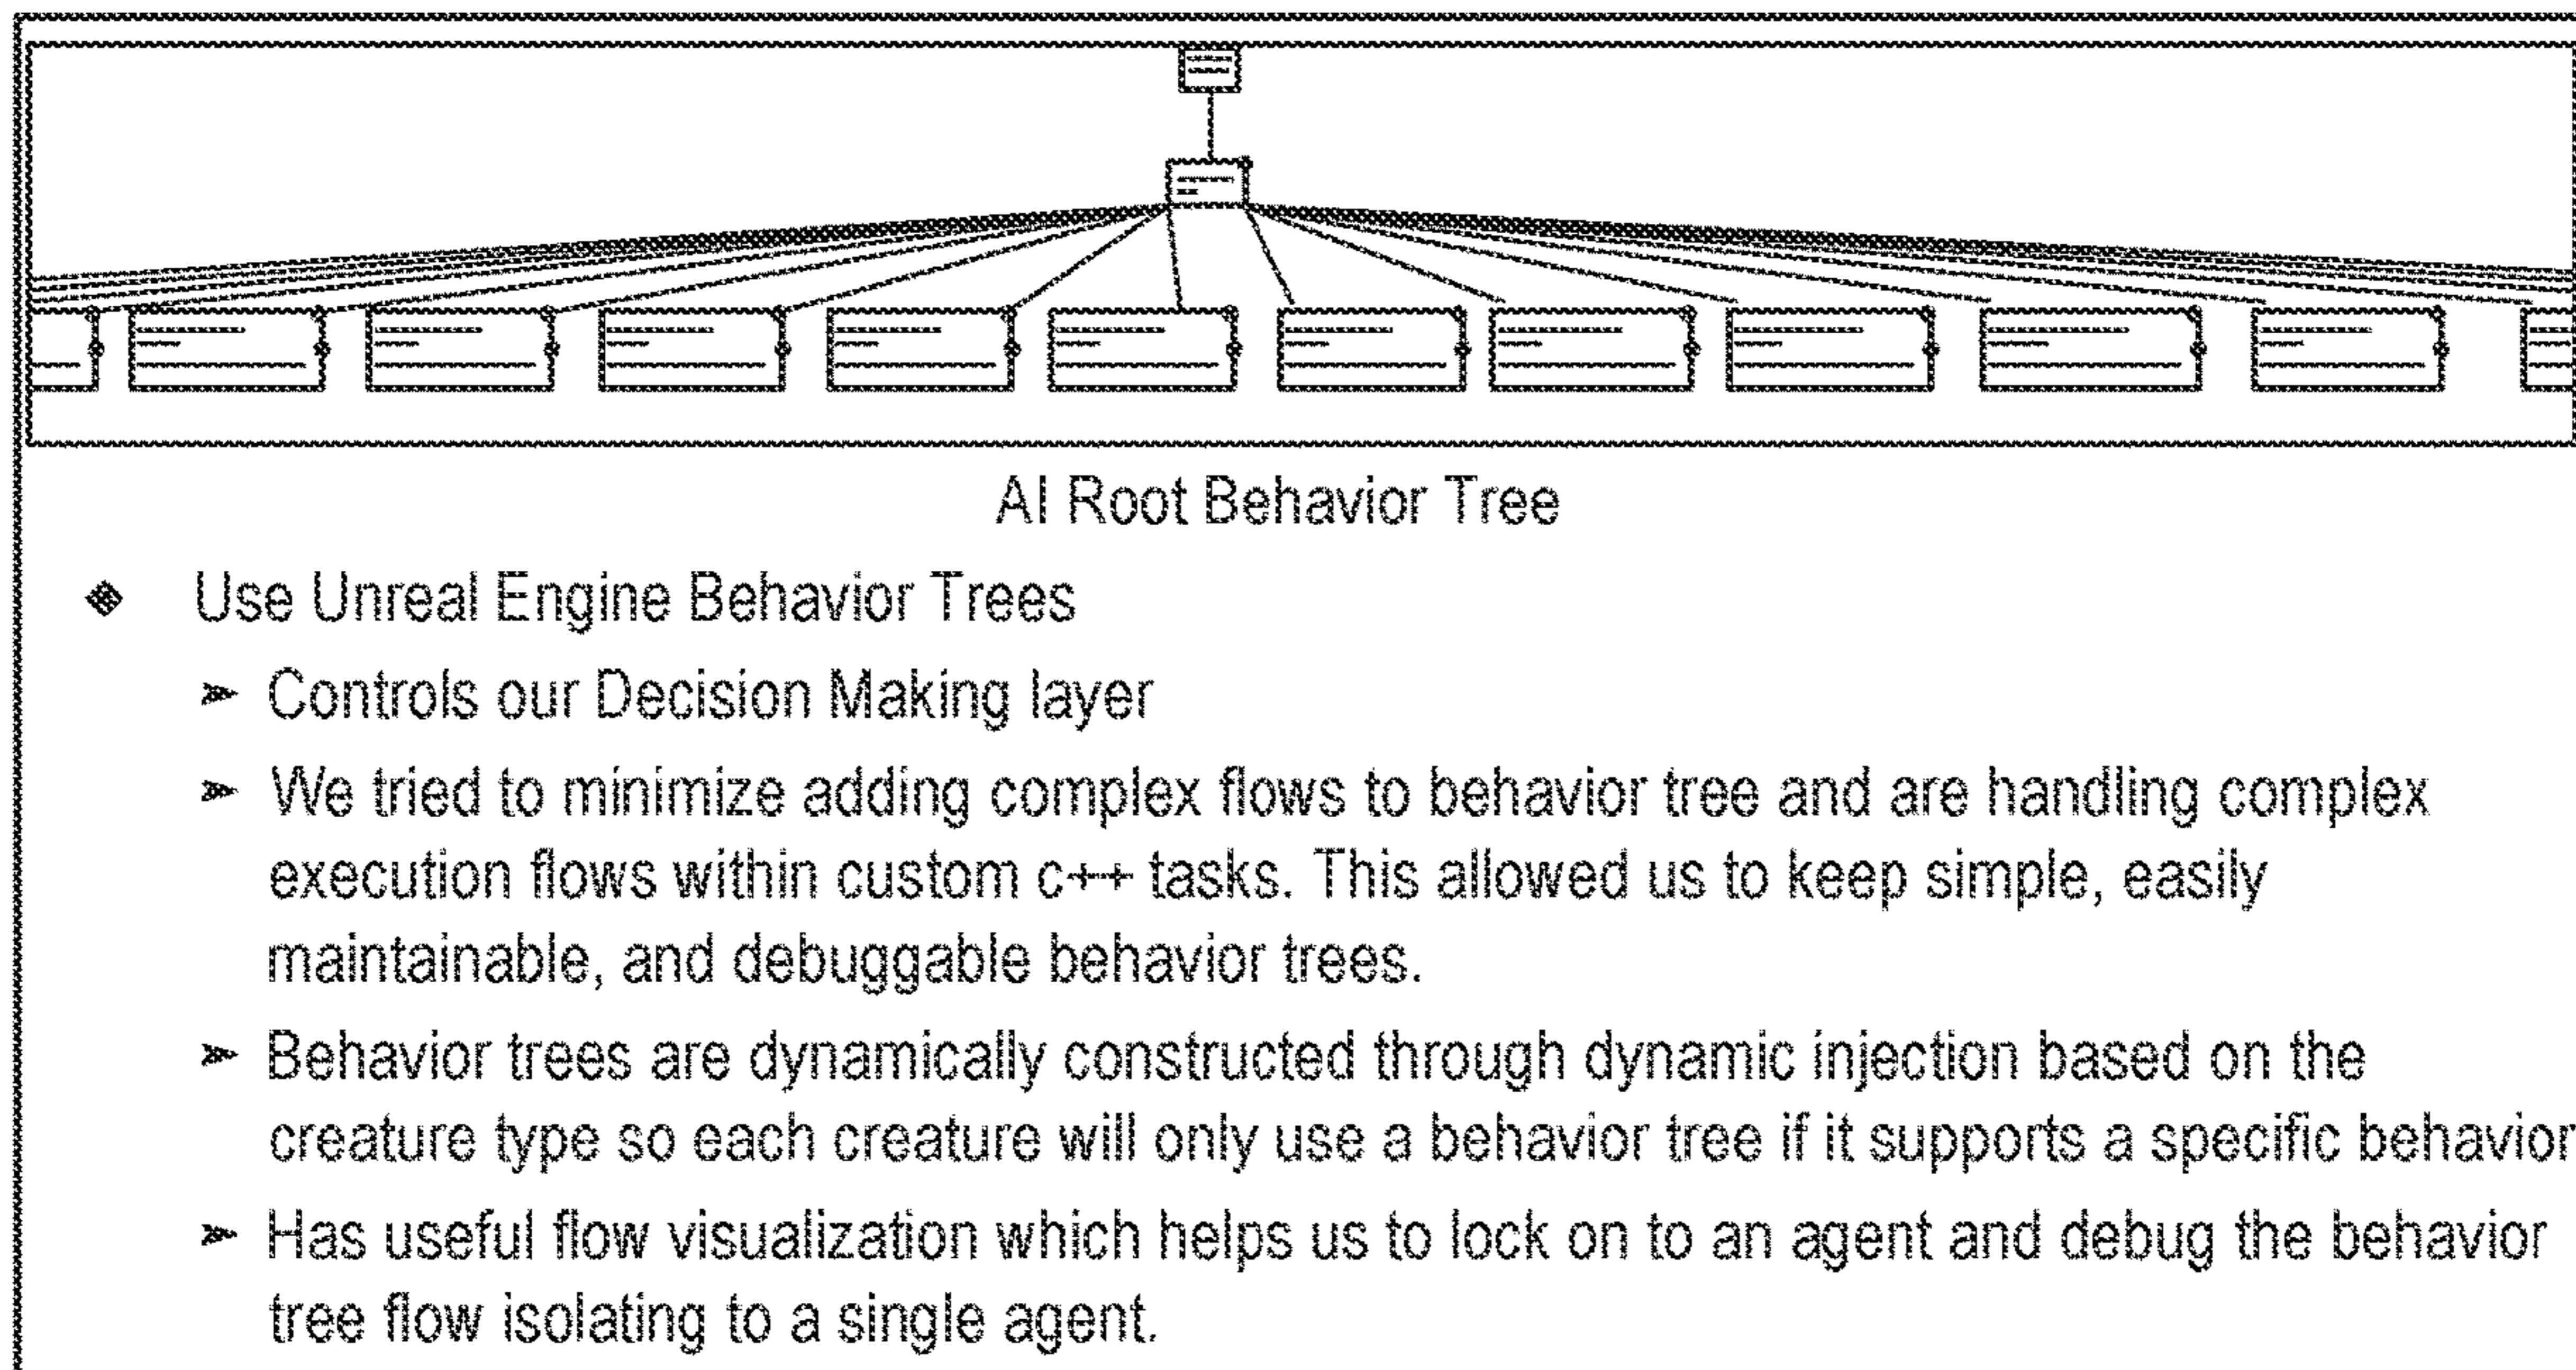 AI Root Behavior Tree
❖ Use Unreal Engine Behavior Trees
➢ Controls our Decision Making layer
➢ We tried to minimize adding complex flows to behavior tree and are handling complex
execution flows within custom c++ tasks. This allowed us to keep simple, easily
maintainable, and debuggable behavior trees.
➢ Behavior trees are dynamically constructed through dynamic injection based on the
creature type so each creature will only use a behavior tree if it supports a specific behavior
➢ Has useful flow visualization which helps us to lock on to an agent and debug the behavior
tree flow isolating to a single agent.